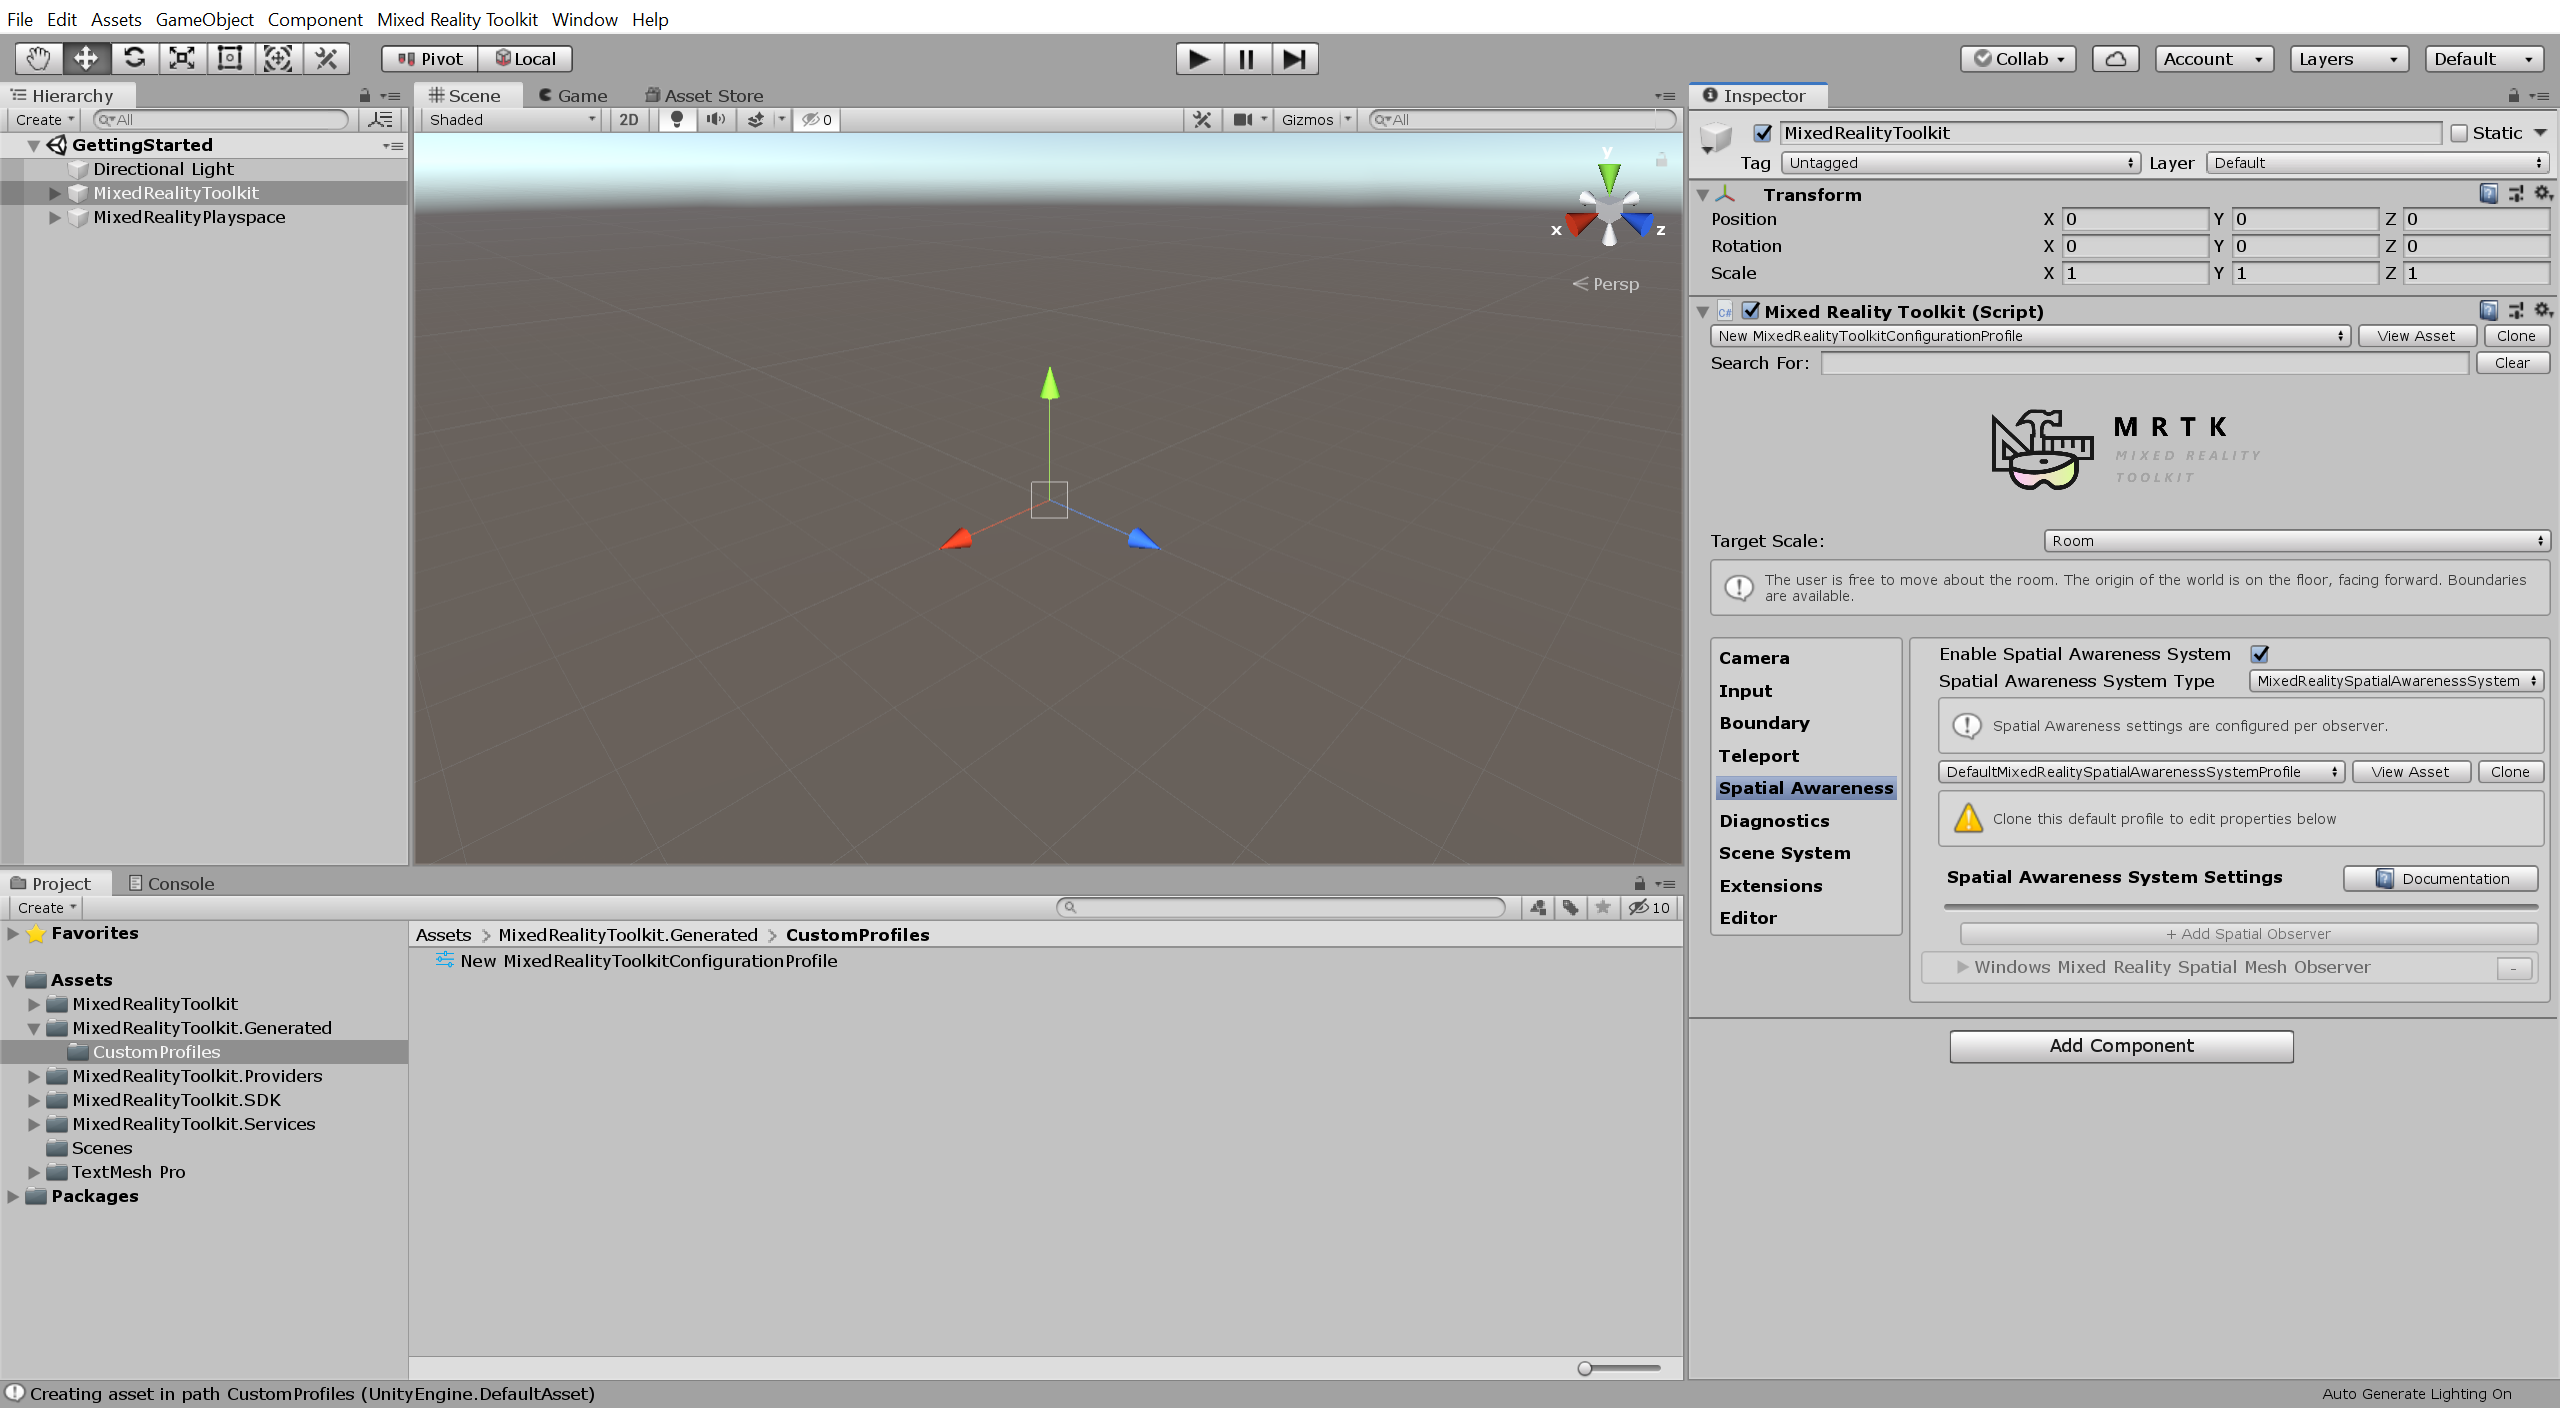 File Edit Assets GameObject Component Mixed Reality Toolkit Window Help
Pivot Local
Collab Account Layers Default
Hierarchy
Create All
GettingStarted
Directional Light
MixedRealityToolkit
MixedRealityPlayspace
Scene Game Asset Store
Shaded 2D 0 Gizmos All
y
x z
Persp
Inspector
MixedRealityToolkit Static
Tag Untagged Layer Default
Transform
Position X 0 Y 0 Z 0
Rotation X 0 Y 0 Z 0
Scale X 1 Y 1 Z 1
C# Mixed Reality Toolkit (Script)
New MixedRealityToolkitConfigurationProfile View Asset Clone
Search For: Clear
MRTK
MIXED REALITY
TOOLKIT
Target Scale: Room
The user is free to move about the room. The origin of the world is on the floor, facing forward. Boundaries
are available.
Camera
Input
Boundary
Teleport
Spatial Awareness
Diagnostics
Scene System
Extensions
Editor
Enable Spatial Awareness System
Spatial Awareness System Type MixedRealitySpatialAwarenessSystem
Spatial Awareness settings are configured per observer.
DefaultMixedRealitySpatialAwarenessSystemProfile View Asset Clone
Clone this default profile to edit properties below
Spatial Awareness System Settings Documentation
+ Add Spatial Observer
Windows Mixed Reality Spatial Mesh Observer -
Add Component
Project Console
Create 10
Favorites
Assets
MixedRealityToolkit
MixedRealityToolkit.Generated
CustomProfiles
MixedRealityToolkit.Providers
MixedRealityToolkit.SDK
MixedRealityToolkit.Services
Scenes
TextMesh Pro
Packages
Assets > MixedRealityToolkit.Generated > CustomProfiles
New MixedRealityToolkitConfigurationProfile
Creating asset in path CustomProfiles (UnityEngine.DefaultAsset)
Auto Generate Lighting On